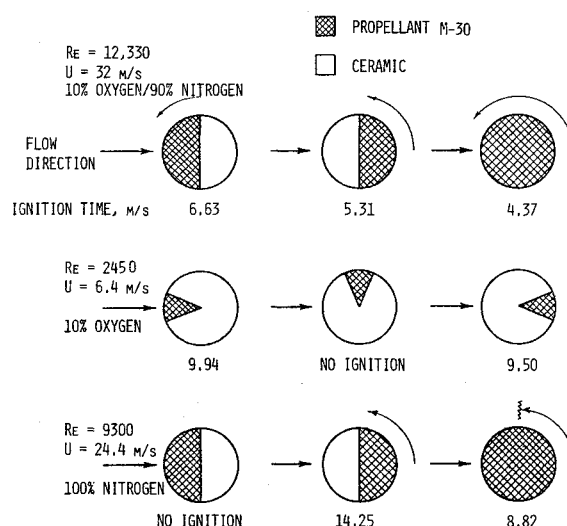 PROPELLANT M-30
CERAMIC
RE = 12,330
U = 32 M/S
10% OXYGEN/90% NITROGEN
FLOW
DIRECTION
IGNITION TIME, M/S
6.63
5.31
4.37
RE = 2450
U = 6.4 M/S
10% OXYGEN
9.94
NO IGNITION
9.50
RE = 9300
U = 24.4 M/S
100% NITROGEN
NO IGNITION
14.25
8.82